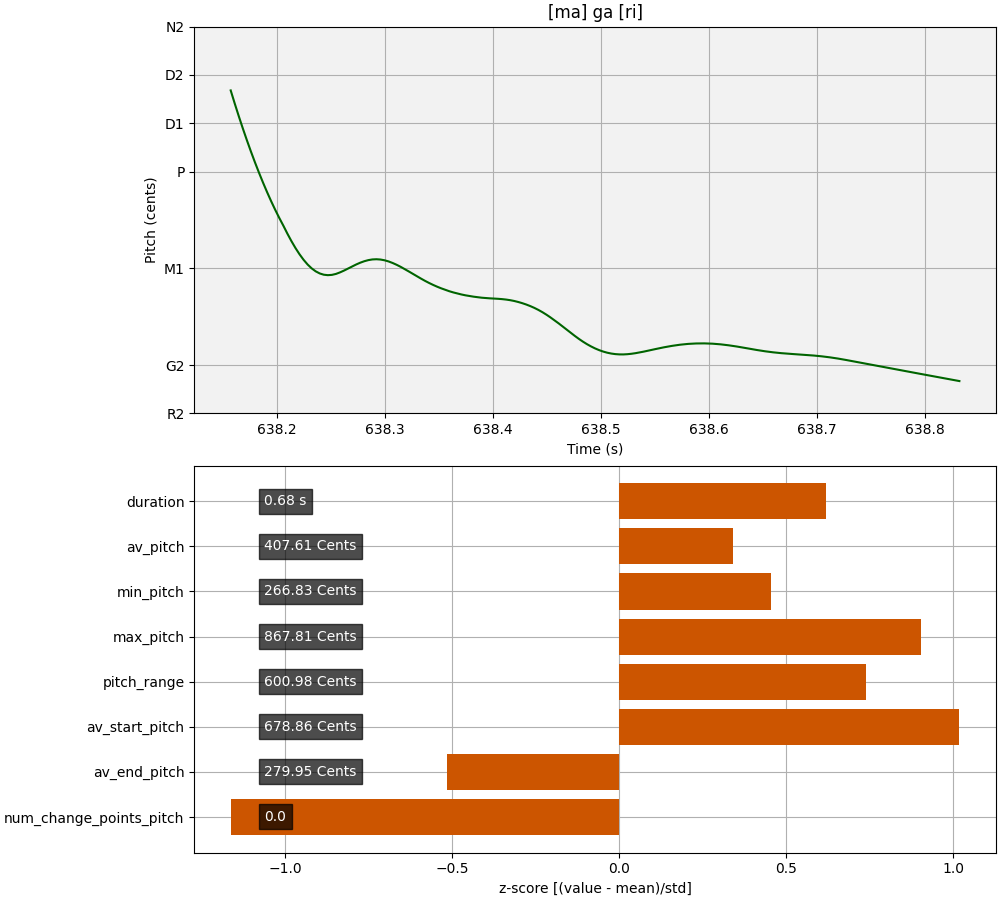 [ma] ga [ri]
N2
D2
D1
P
M1
G2
R2
Pitch (cents)
638.2 638.3 638.4 638.5 638.6 638.7 638.8
Time (s)
duration 0.68 s
av_pitch 407.61 Cents
min_pitch 266.83 Cents
max_pitch 867.81 Cents
pitch_range 600.98 Cents
av_start_pitch 678.86 Cents
av_end_pitch 279.95 Cents
num_change_points_pitch 0.0
−1.0 −0.5 0.0 0.5 1.0
z-score [(value - mean)/std]